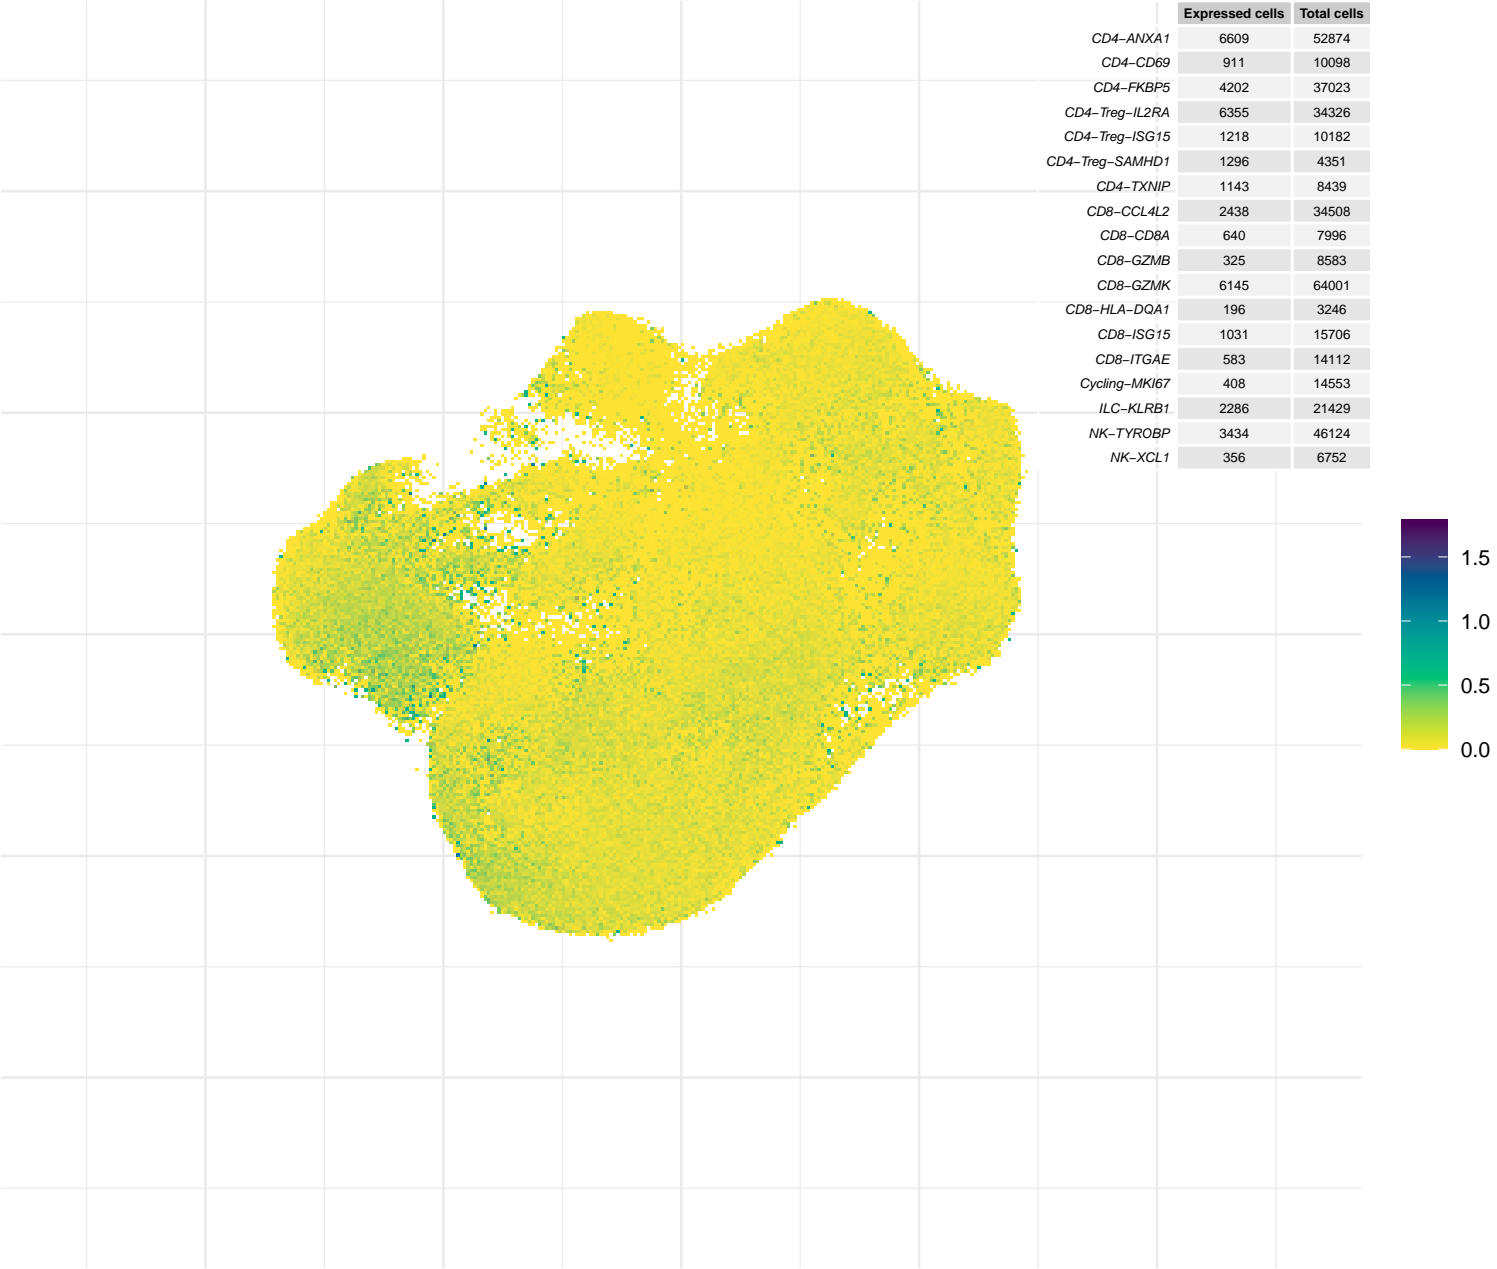 Expressed cells Total cells
CD4−ANXA1 6609 52874
CD4−CD69 911 10098
CD4−FKBP5 4202 37023
CD4−Treg−IL2RA 6355 34326
CD4−Treg−ISG15 1218 10182
CD4−Treg−SAMHD1 1296 4351
CD4−TXNIP 1143 8439
CD8−CCL4L2 2438 34508
CD8−CD8A 640 7996
CD8−GZMB 325 8583
CD8−GZMK 6145 64001
CD8−HLA−DQA1 196 3246
CD8−ISG15 1031 15706
CD8−ITGAE 583 14112
Cycling−MKI67 408 14553
ILC−KLRB1 2286 21429
NK−TYROBP 3434 46124
NK−XCL1 356 6752
1.5
1.0
0.5
0.0